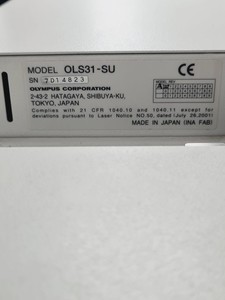 MODEL OLS31-SU
SN 7D14823
OLYMPUS CORPORATION
2-43-2 HATAGAYA, SHIBUYA-KU,
TOKYO, JAPAN
COMPLIES WITH 21 CFR 1040.10 and 1040.11 except for
deviations pursuant to Laser Notice NO.50, dated (July 26,2001)
MADE IN JAPAN (INA FAB)
CE